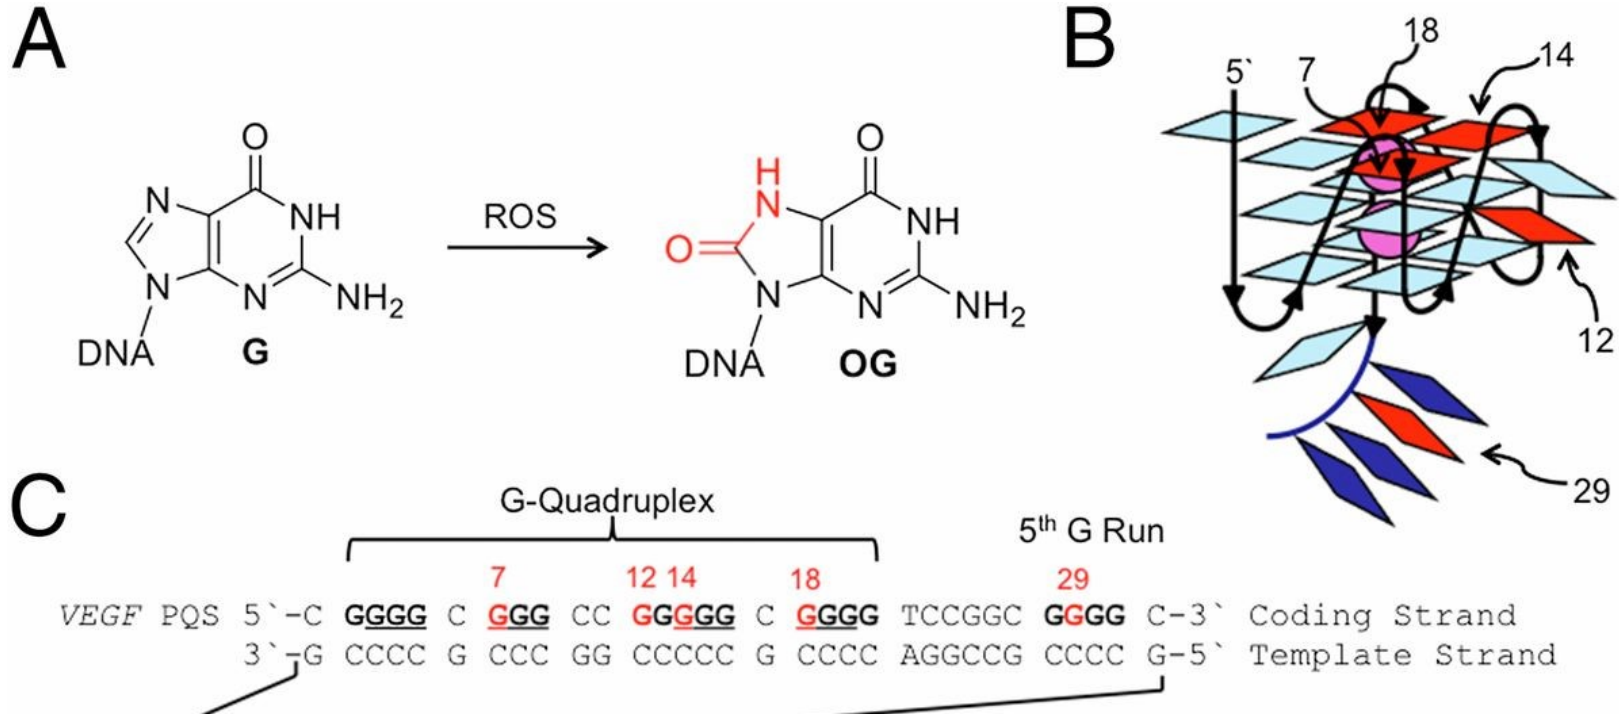 A
O
N
NH
N
N
NH2
DNA
G
ROS
H
N
O
O
NH
N
N
NH2
DNA
OG
B
5`
7
18
14
12
29
C
G-Quadruplex
5th G Run
7 12 14 18 29
VEGF PQS 5`-C GGGG C GGG CC GGGGG C GGGG TCCGGC GGGG C-3` Coding Strand
3`-G CCCC G CCC GG CCCCC G CCCC AGGCCG CCCC G-5` Template Strand